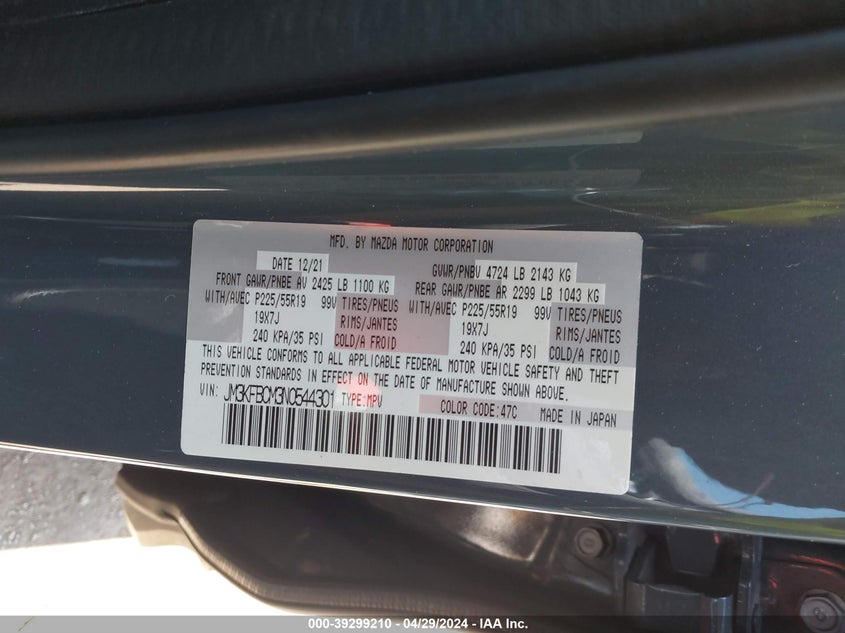 MFD. BY MAZDA MOTOR CORPORATION
DATE 12/21 GVWR/PNBV 4724 LB 2143 KG
FRONT GAWR/PNBE AV 2425 LB 1100 KG REAR GAWR/PNBE AR 2299 LB 1043 KG
WITH/AVEC P225/55R19 99V TIRES/PNEUS WITH/AVEC P225/55R19 99V TIRES/PNEUS
19X7J RIMS/JANTES 19X7J RIMS/JANTES
240 KPA/35 PSI COLD/A FROID 240 KPA/35 PSI COLD/A FROID
THIS VEHICLE CONFORMS TO ALL APPLICABLE FEDERAL MOTOR VEHICLE SAFETY AND THEFT
PREVENTION STANDARDS IN EFFECT ON THE DATE OF MANUFACTURE SHOWN ABOVE.
VIN: JM3KFBCM3N0544301 TYPE:MPV COLOR CODE:47C MADE IN JAPAN
000-39299210 - 04/29/2024 - IAA, Inc.